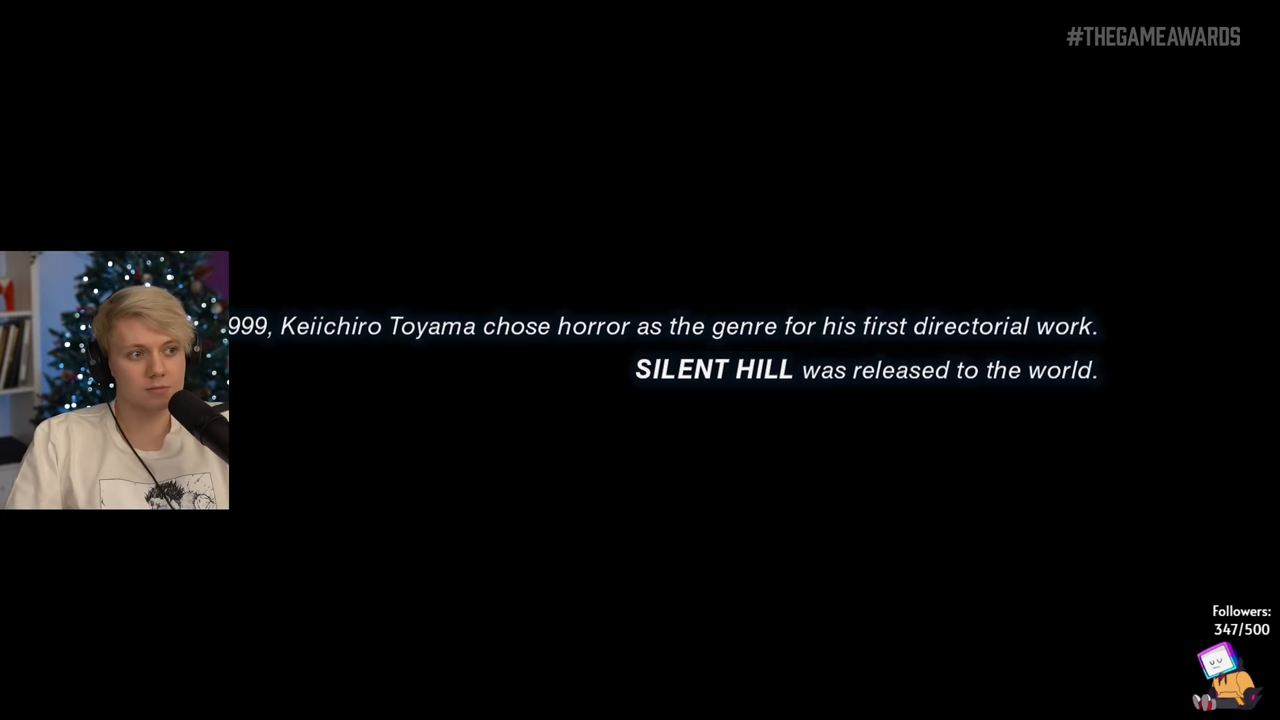 #THEGAMEAWARDS
999, Keiichiro Toyama chose horror as the genre for his first directorial work.
SILENT HILL was released to the world.
Followers:
347/500